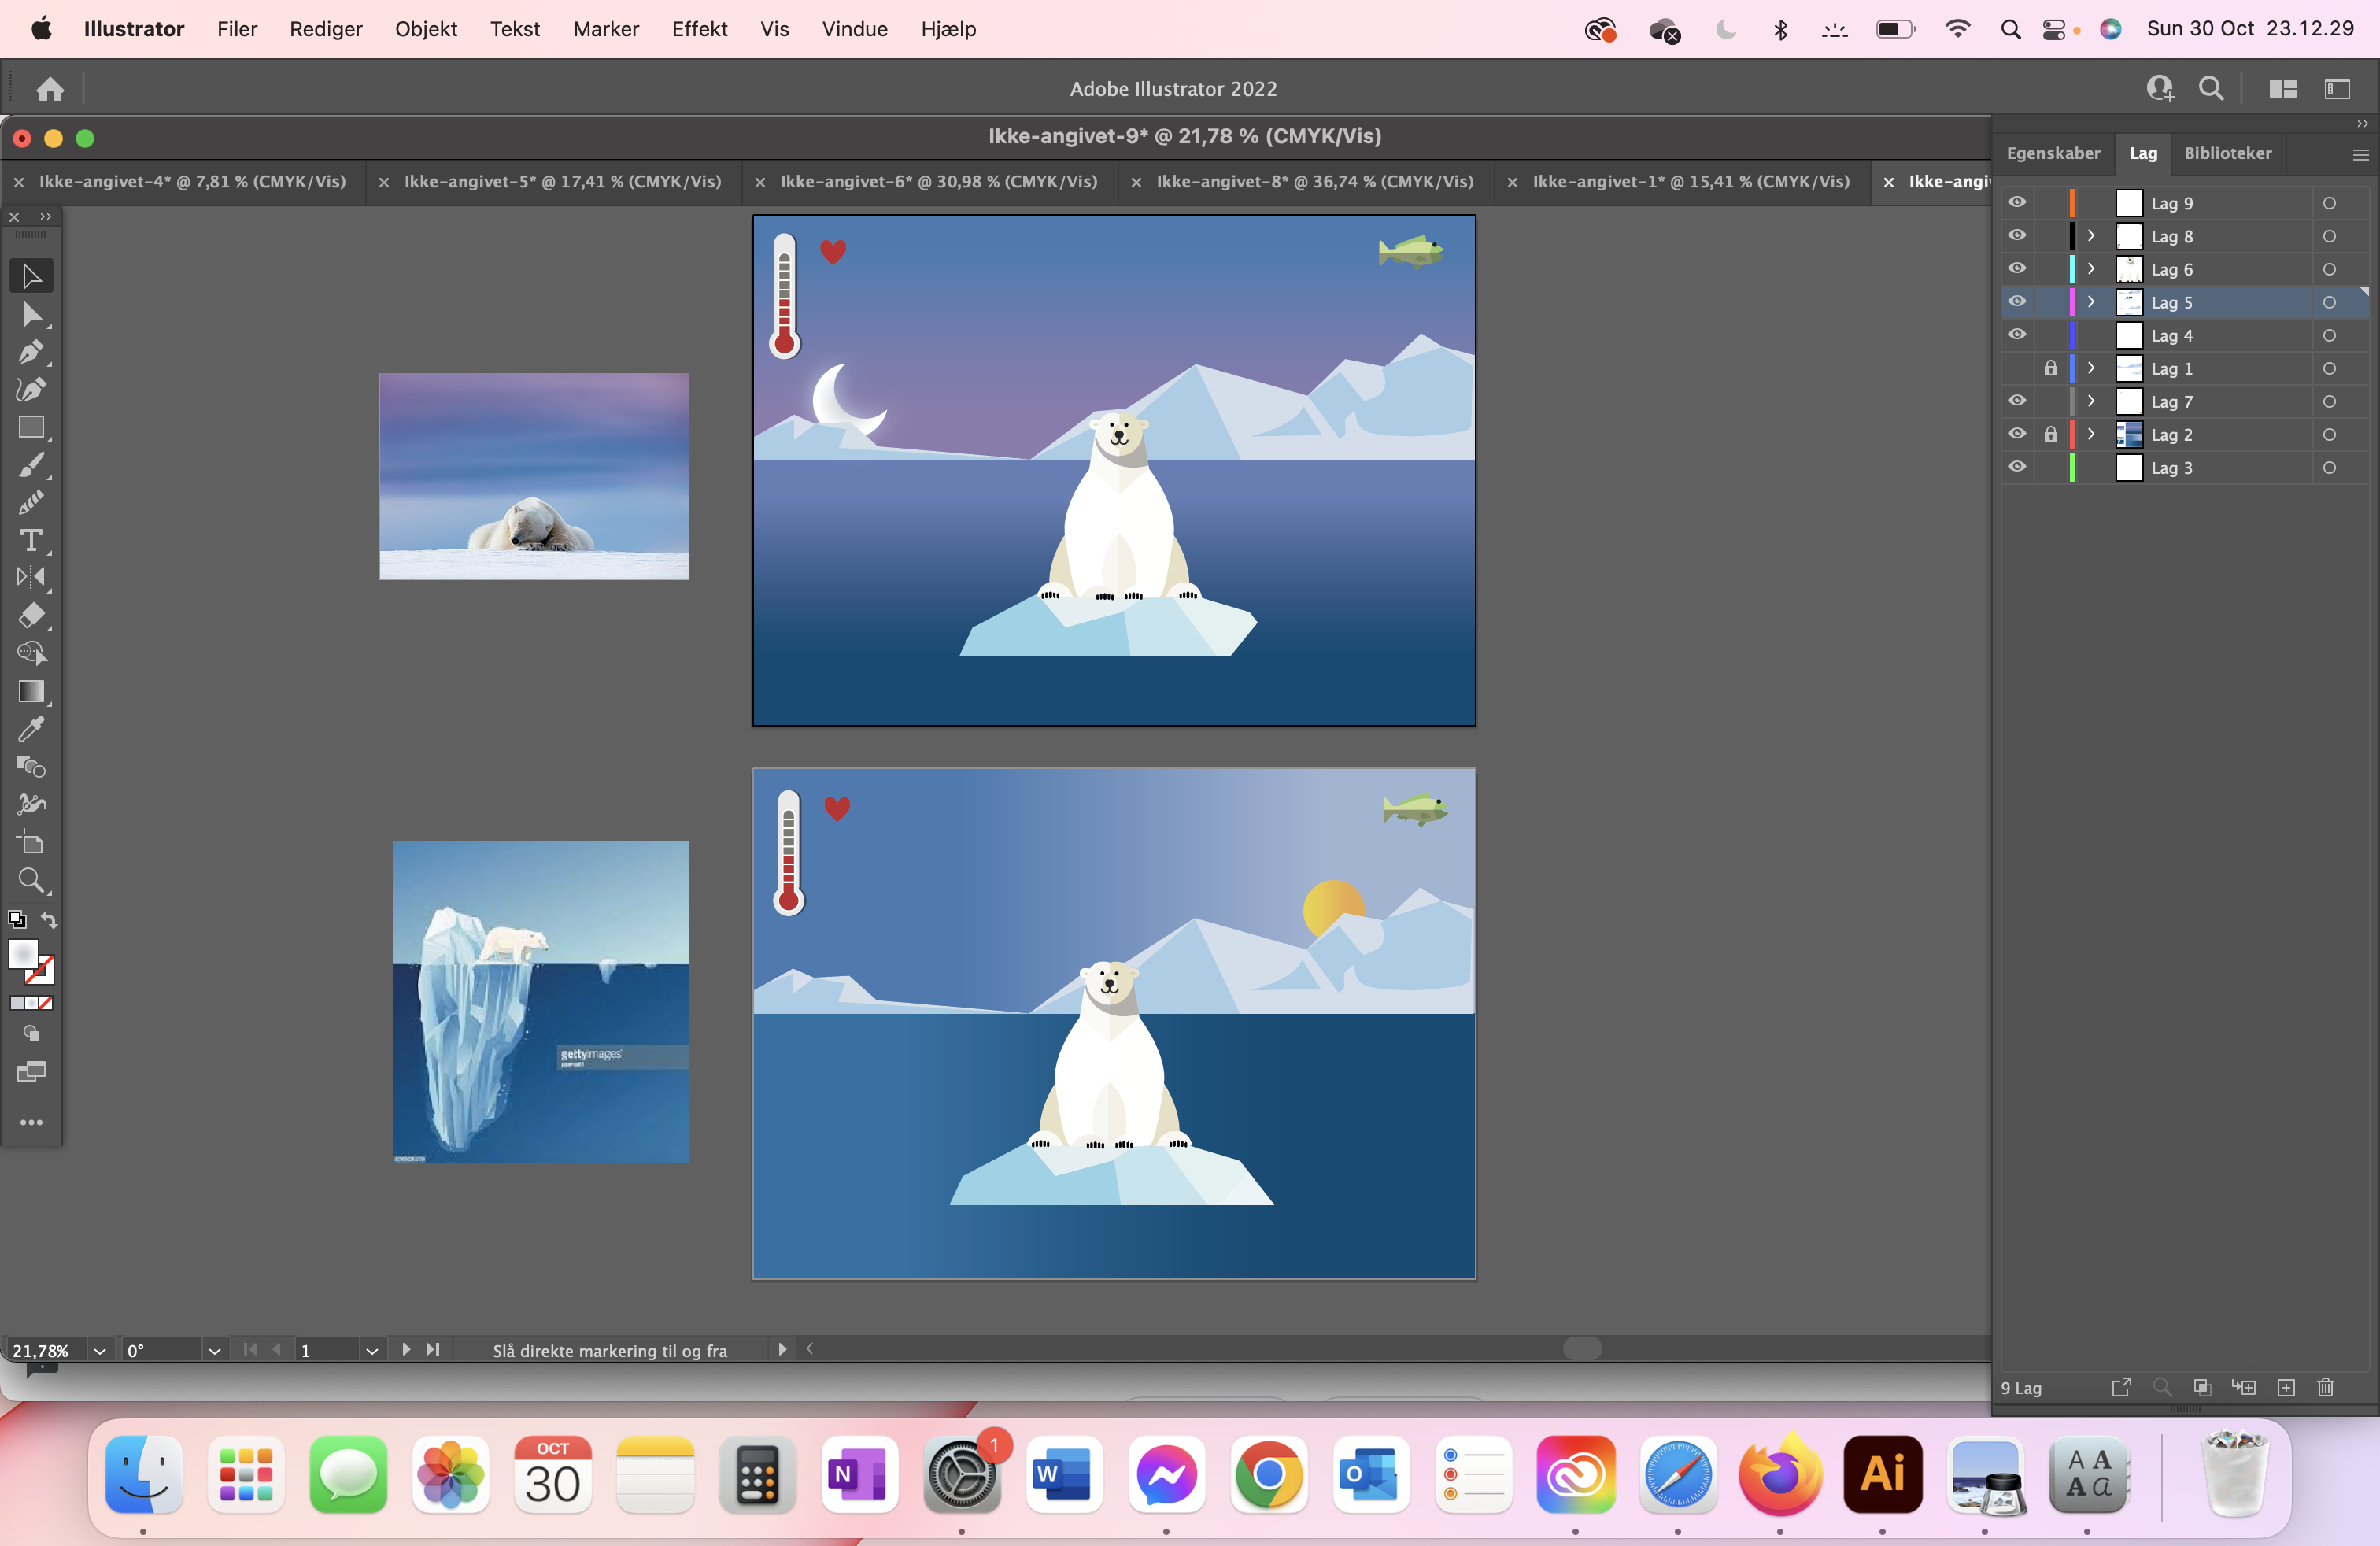 Illustrator Filer Rediger Objekt Tekst Marker Effekt Vis Vindue Hjælp Sun 30 Oct 23.12.29
Adobe Illustrator 2022
Ikke-angivet-9* @ 21,78 % (CMYK/Vis)
Ikke-angivet-4* @ 7,81 % (CMYK/Vis) Ikke-angivet-5* @ 17,41 % (CMYK/Vis) Ikke-angivet-6* @ 30,98 % (CMYK/Vis) Ikke-angivet-8* @ 36,74 % (CMYK/Vis) Ikke-angivet-1* @ 15,41 % (CMYK/Vis) Ikke-angiv
Egenskaber Lag Biblioteker
Lag 9
Lag 8
Lag 6
Lag 5
Lag 4
Lag 1
Lag 7
Lag 2
Lag 3
gettyimages
21,78% 0° 1 Slå direkte markering til og fra
9 Lag
OCT
30
N
1
W
O
Ai
A A
A a